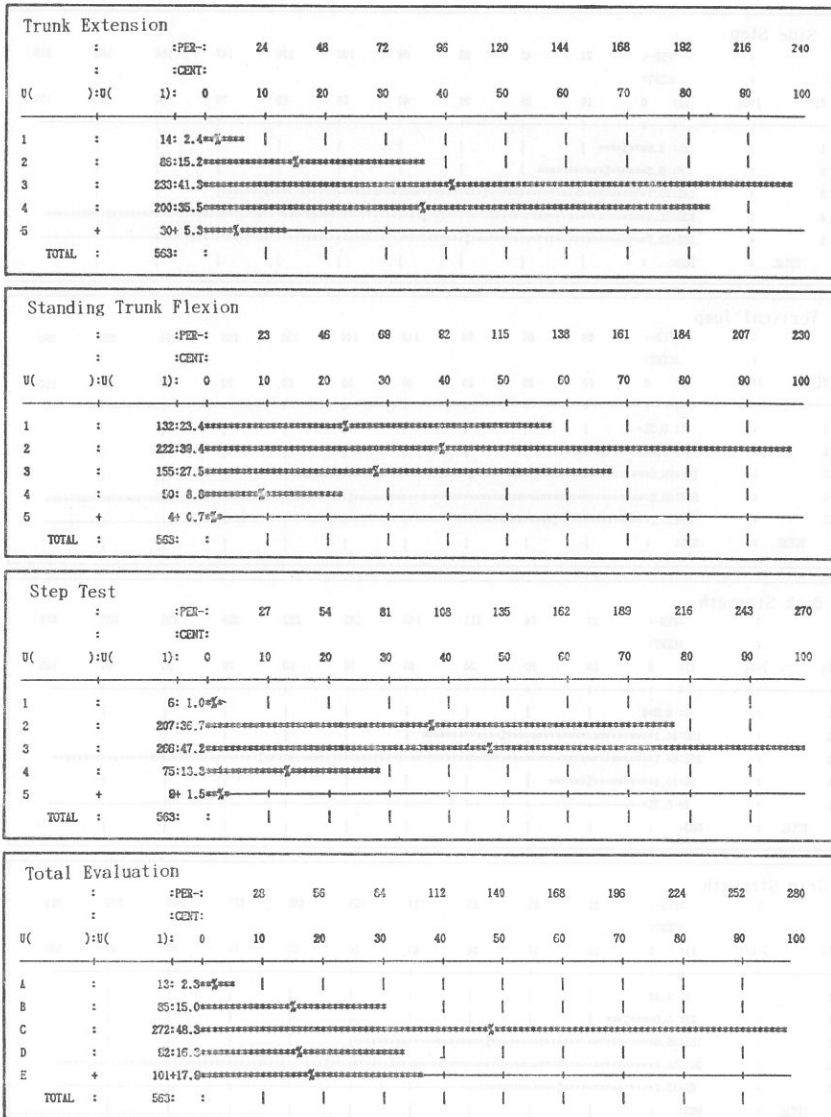 Trunk Extension
: :PER-: 24 48 72 96 120 144 168 192 216 240
: :CENT:
U( ):U( 1): 0 10 20 30 40 50 60 70 80 90 100
1 : 14: 2.4
2 : 86:15.2
3 : 233:41.3
4 : 200:35.5
5 + 30+ 5.3
TOTAL : 563: :
Standing Trunk Flexion
: :PER-: 23 46 69 92 115 138 161 184 207 230
: :CENT:
U( ):U( 1): 0 10 20 30 40 50 60 70 80 90 100
1 : 132:23.4
2 : 222:39.4
3 : 155:27.5
4 : 50: 8.8
5 + 4+ 0.7
TOTAL : 563: :
Step Test
: :PER-: 27 54 81 108 135 162 189 216 243 270
: :CENT:
U( ):U( 1): 0 10 20 30 40 50 60 70 80 90 100
1 : 6: 1.0
2 : 207:36.7
3 : 266:47.2
4 : 75:13.3
5 + 9+ 1.5
TOTAL : 563: :
Total Evaluation
: :PER-: 28 56 84 112 140 168 196 224 252 280
: :CENT:
U( ):U( 1): 0 10 20 30 40 50 60 70 80 90 100
A : 13: 2.3
B : 85:15.0
C : 272:48.3
D : 92:16.3
E + 101+17.9
TOTAL : 563: :